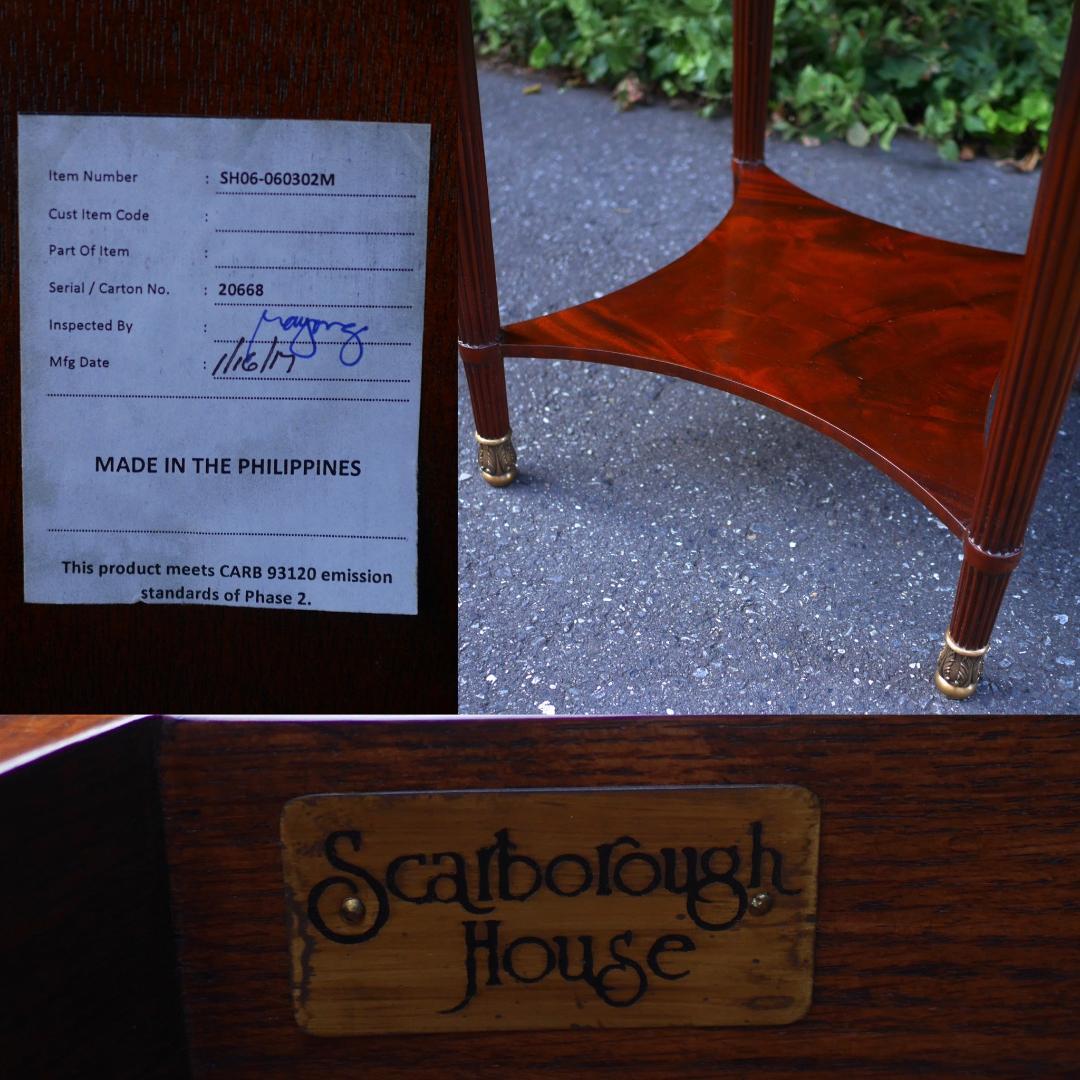 Item Number : SH06-060302M
Cust Item Code :
Part Of Item :
Serial / Carton No. : 20668
Inspected By :
Mfg Date : 1/16/17
MADE IN THE PHILIPPINES
This product meets CARB 93120 emission
standards of Phase 2.
Scarborough
House